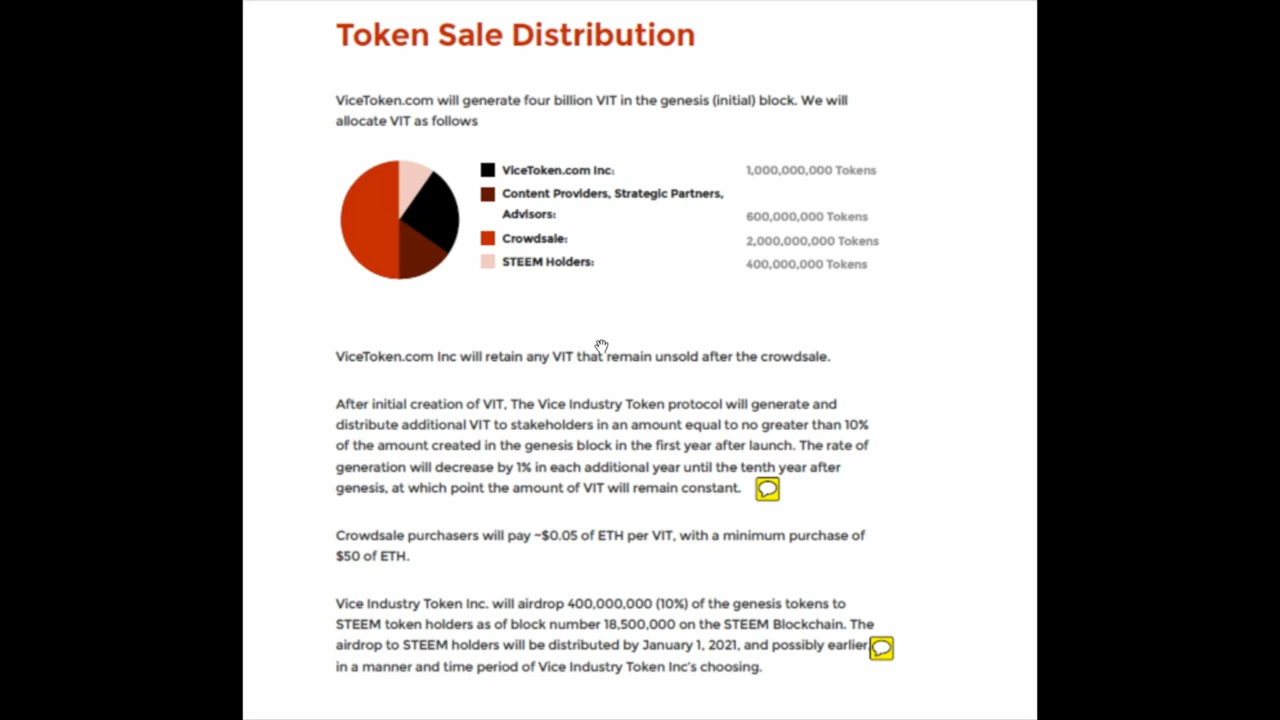 Token Sale Distribution
ViceToken.com will generate four billion VIT in the genesis (initial) block. We will
allocate VIT as follows
ViceToken.com Inc: 1,000,000,000 Tokens
Content Providers, Strategic Partners,
Advisors: 600,000,000 Tokens
Crowdsale: 2,000,000,000 Tokens
STEEM Holders: 400,000,000 Tokens
ViceToken.com Inc will retain any VIT that remain unsold after the crowdsale.
After initial creation of VIT, The Vice Industry Token protocol will generate and
distribute additional VIT to stakeholders in an amount equal to no greater than 10%
of the amount created in the genesis block in the first year after launch. The rate of
generation will decrease by 1% in each additional year until the tenth year after
genesis, at which point the amount of VIT will remain constant.
Crowdsale purchasers will pay ~$0.05 of ETH per VIT, with a minimum purchase of
$50 of ETH.
Vice Industry Token Inc. will airdrop 400,000,000 (10%) of the genesis tokens to
STEEM token holders as of block number 18,500,000 on the STEEM Blockchain. The
airdrop to STEEM holders will be distributed by January 1, 2021, and possibly earlier,
in a manner and time period of Vice Industry Token Inc's choosing.